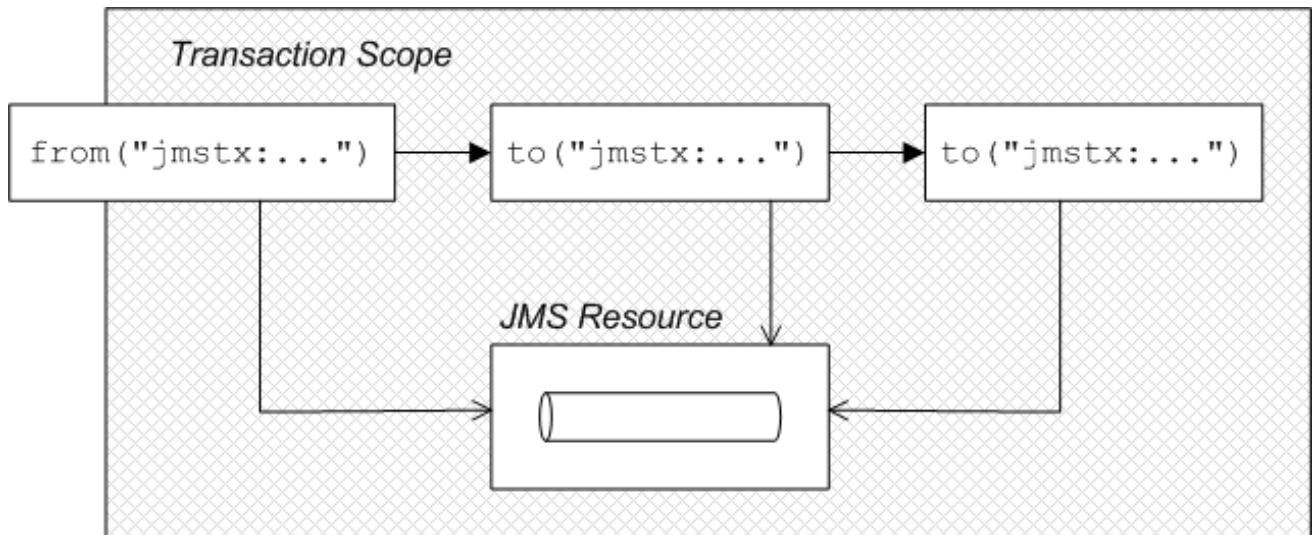 Transaction Scope
from("jmstx:...")
to("jmstx:...")
to("jmstx:...")
JMS Resource